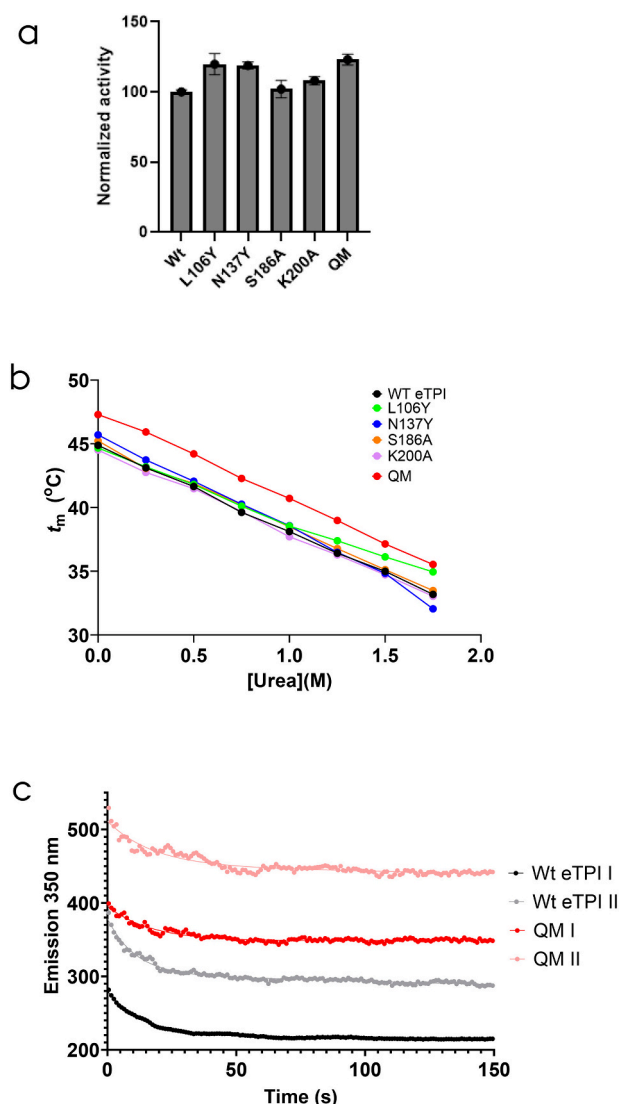 a
Normalized activity
150
100
50
0
Wt
L106Y
N137Y
S186A
K200A
QM
b
tm (°C)
50
45
40
35
30
0.0 0.5 1.0 1.5 2.0
[Urea](M)
WT eTPI
L106Y
N137Y
S186A
K200A
QM
c
Emission 350 nm
500
400
300
200
0 50 100 150
Time (s)
Wt eTPI I
Wt eTPI II
QM I
QM II